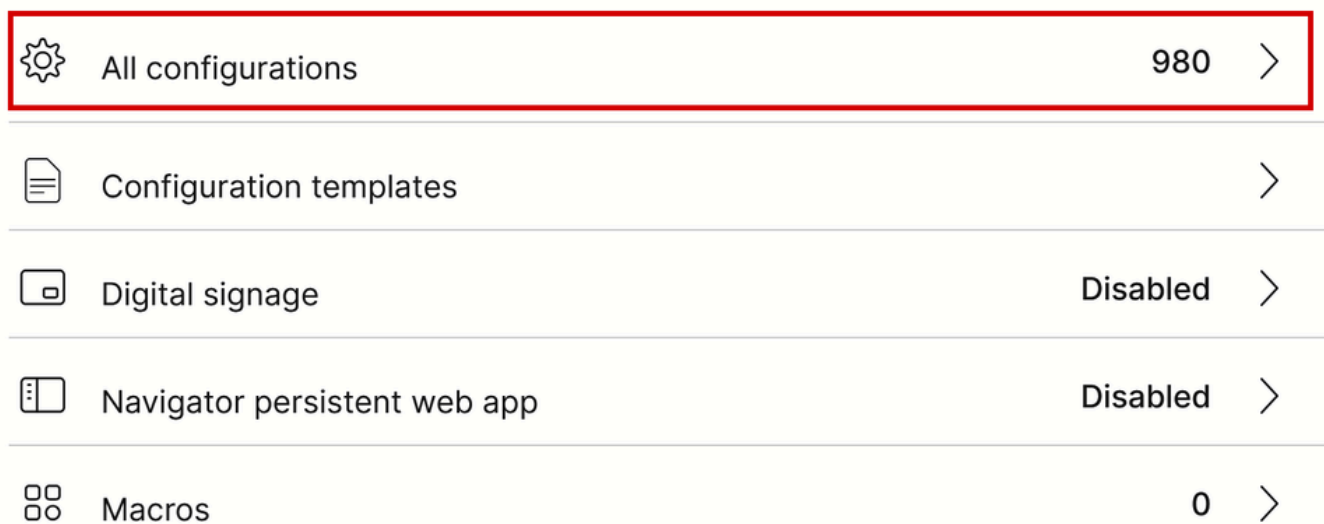 All configurations 980
Configuration templates
Digital signage Disabled
Navigator persistent web app Disabled
Macros 0